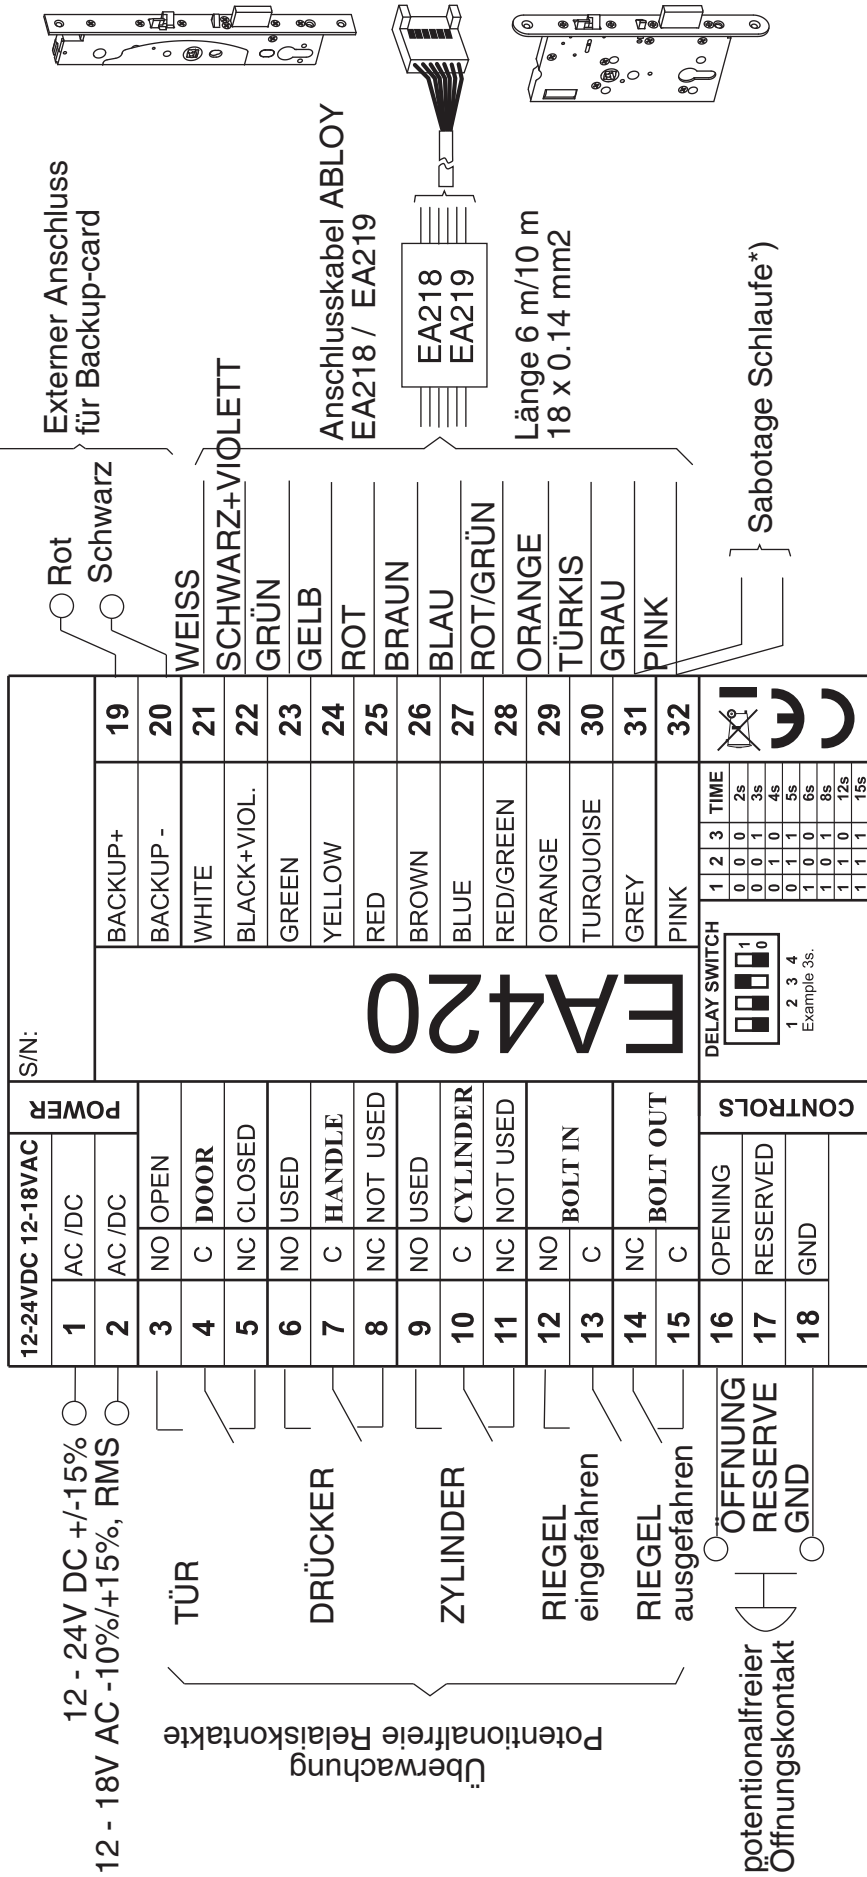 12 - 24V DC +/-15%
12 - 18V AC -10%/+15%, RMS
Überwachung
Potentialfreie Relaiskontakte
TÜR
DRÜCKER
ZYLINDER
RIEGEL
eingefahren
RIEGEL
ausgefahren
ÖFFNUNG
RESERVE
GND
potentialfreier
Öffnungskontakt
12-24VDC 12-18VAC
POWER
S/N:
1 AC /DC
2 AC /DC
3 NO OPEN
4 C DOOR
5 NC CLOSED
6 NO USED
7 C HANDLE
8 NC NOT USED
9 NO USED
10 C CYLINDER
11 NC NOT USED
12 NO
BOLT IN
13 C
14 NC
BOLT OUT
15 C
16 OPENING
17 RESERVED
18 GND
CONTROLS
EA420
BACKUP+ 19
BACKUP - 20
WHITE 21
BLACK+VIOL. 22
GREEN 23
YELLOW 24
RED 25
BROWN 26
BLUE 27
RED/GREEN 28
ORANGE 29
TURQUOISE 30
GREY 31
PINK 32
DELAY SWITCH
1
0
1 2 3 4
Example 3s.
1 2 3 TIME
0 0 0 2s
0 0 1 3s
0 1 0 4s
0 1 1 5s
1 0 0 6s
1 0 1 8s
1 1 0 12s
1 1 1 15s
CE
Rot
Schwarz
Externer Anschluss
für Backup-card
WEISS
SCHWARZ+VIOLETT
GRÜN
GELB
ROT
BRAUN
BLAU
ROT/GRÜN
ORANGE
TÜRKIS
GRAU
PINK
Anschlusskabel ABLOY
EA218 / EA219
EA218
EA219
Länge 6 m/10 m
18 x 0.14 mm2
Sabotage Schlaufe*)